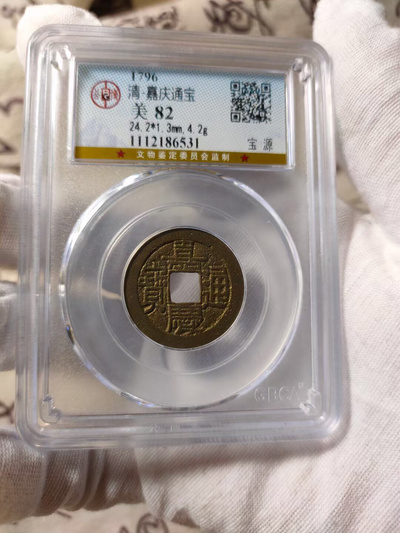 1796
清·嘉庆通宝
美 82
24.2*1.3mm,4.2g
1112186531
宝 源
★ 文物鉴定委员会监制 ★
嘉慶通寶
GBCA